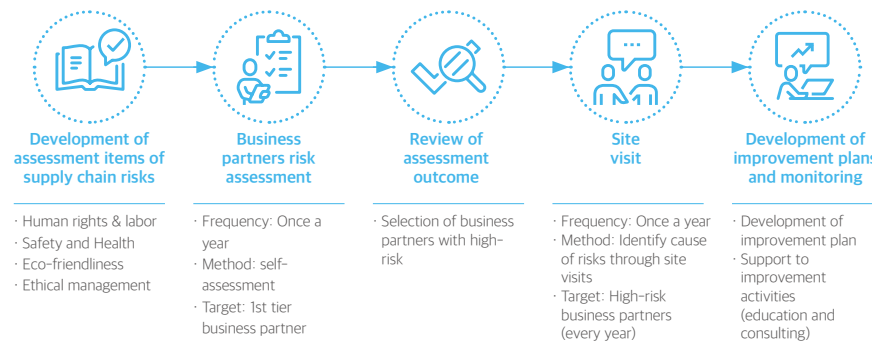 Development of
assessment items of
supply chain risks
· Human rights & labor
· Safety and Health
· Eco-friendliness
· Ethical management
Business
partners risk
assessment
· Frequency: Once a
year
· Method: self-
assessment
· Target: 1st tier
business partner
Review of
assessment
outcome
· Selection of business
partners with high-
risk
Site
visit
· Frequency: Once a year
· Method: Identify cause
of risks through site
visits
· Target: High-risk
business partners
(every year)
Development of
improvement plans
and monitoring
· Development of
improvement plan
· Support to
improvement
activities
(education and
consulting)